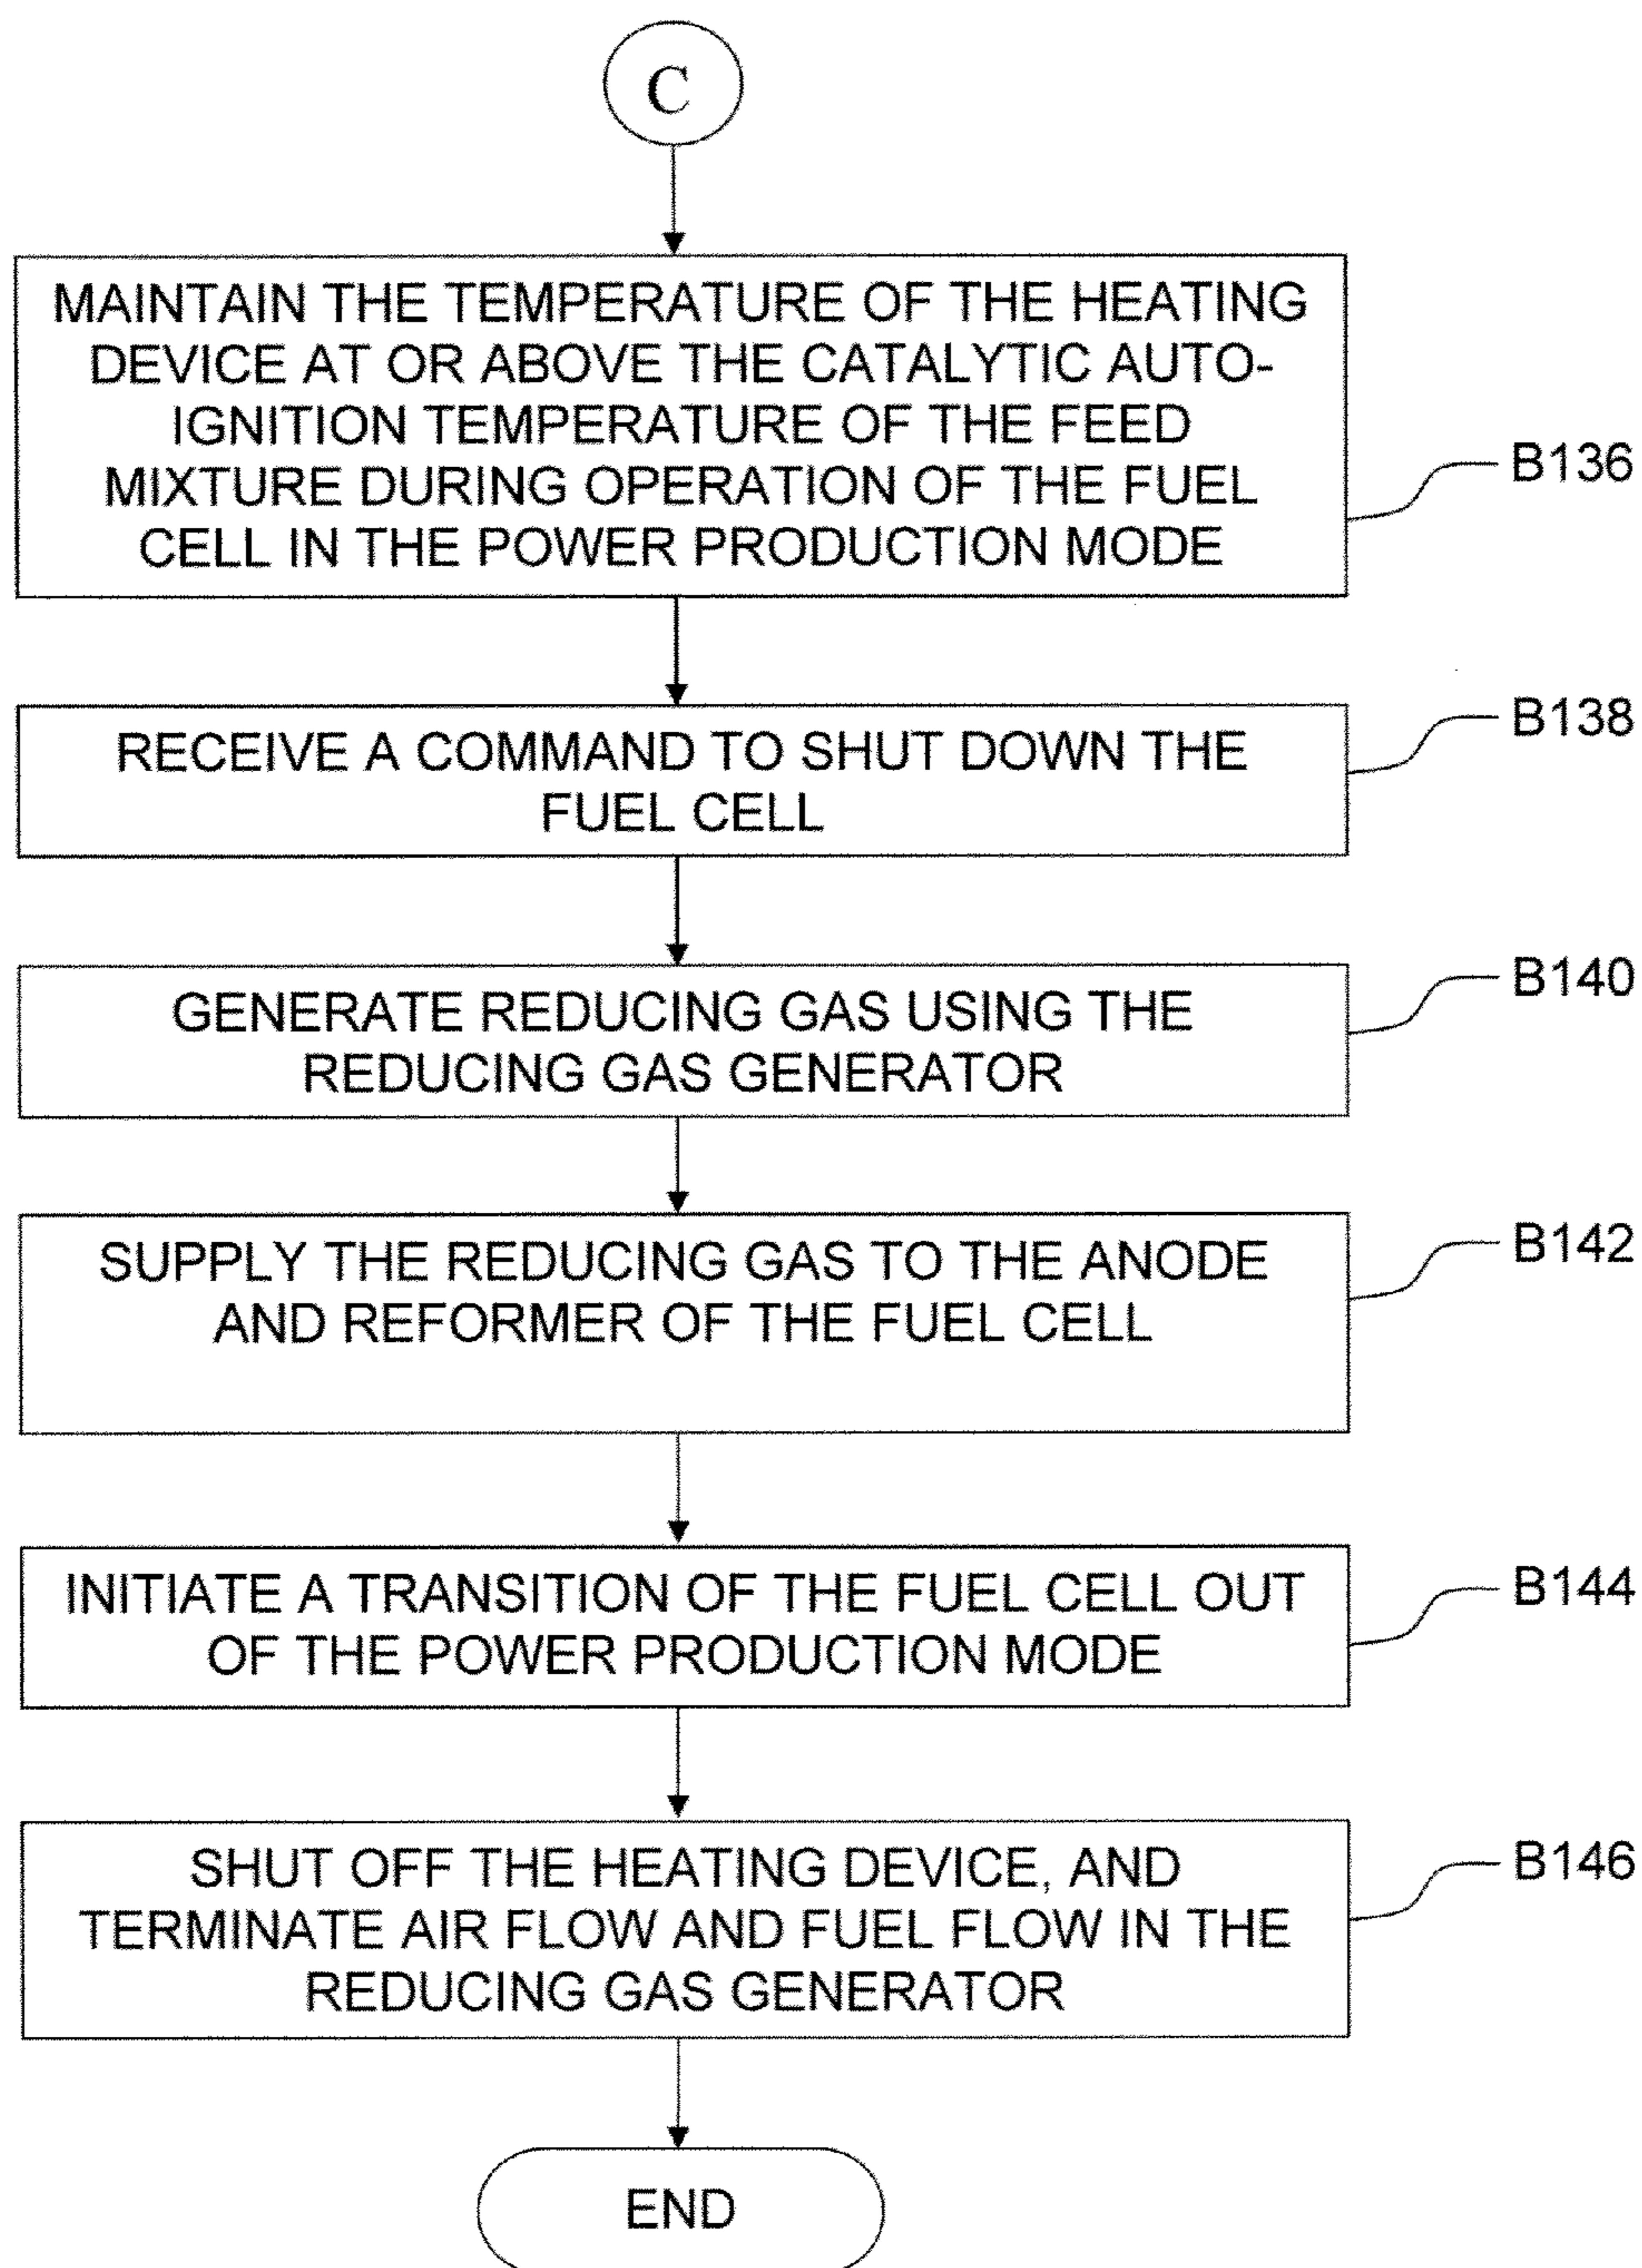 C
MAINTAIN THE TEMPERATURE OF THE HEATING
DEVICE AT OR ABOVE THE CATALYTIC AUTO-
IGNITION TEMPERATURE OF THE FEED
MIXTURE DURING OPERATION OF THE FUEL
CELL IN THE POWER PRODUCTION MODE
B136
RECEIVE A COMMAND TO SHUT DOWN THE
FUEL CELL
B138
GENERATE REDUCING GAS USING THE
REDUCING GAS GENERATOR
B140
SUPPLY THE REDUCING GAS TO THE ANODE
AND REFORMER OF THE FUEL CELL
B142
INITIATE A TRANSITION OF THE FUEL CELL OUT
OF THE POWER PRODUCTION MODE
B144
SHUT OFF THE HEATING DEVICE, AND
TERMINATE AIR FLOW AND FUEL FLOW IN THE
REDUCING GAS GENERATOR
B146
END